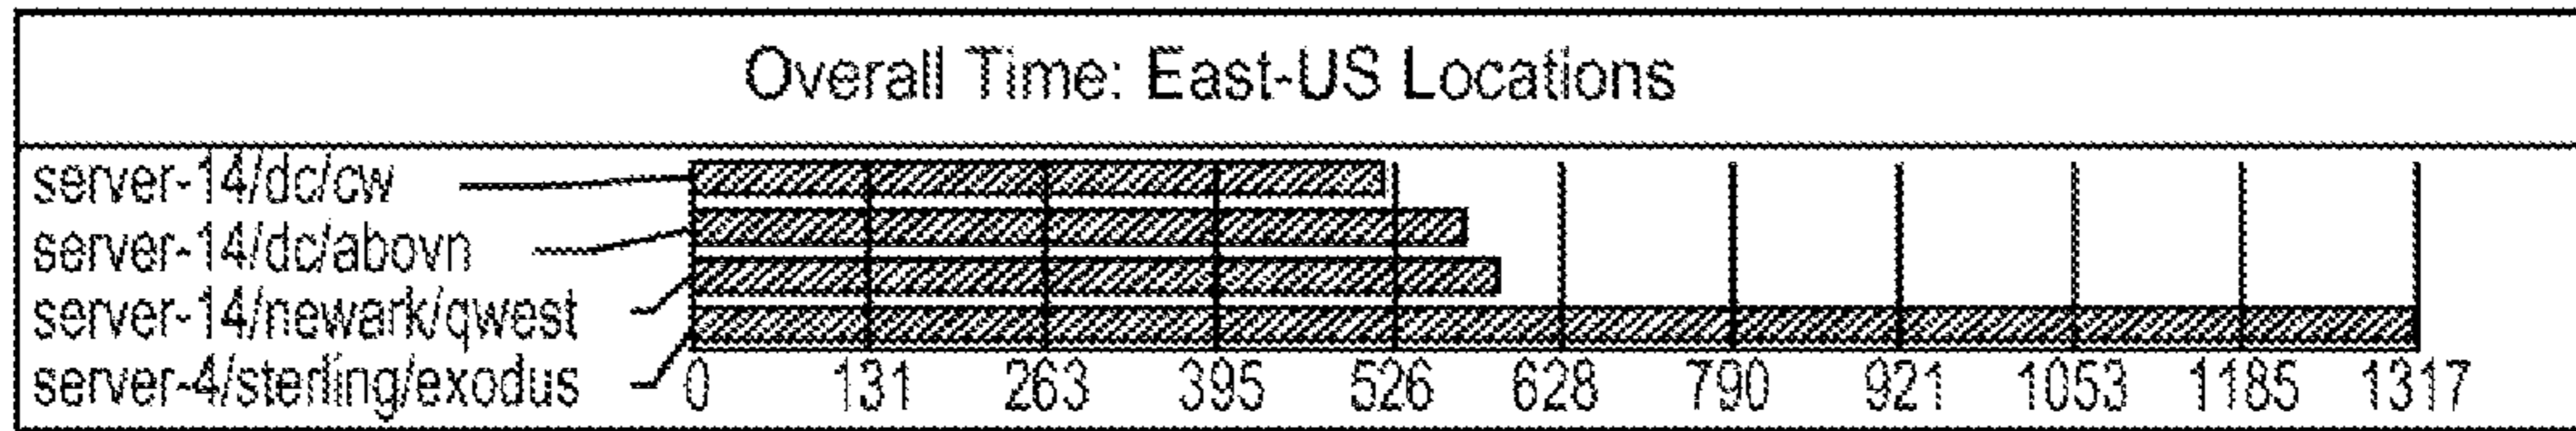 Overall Time: East-US Locations
server-14/dc/cw
server-14/dc/abovn
server-14/newark/qwest
server-4/sterling/exodus
0 131 263 395 526 628 790 921 1053 1185 1317